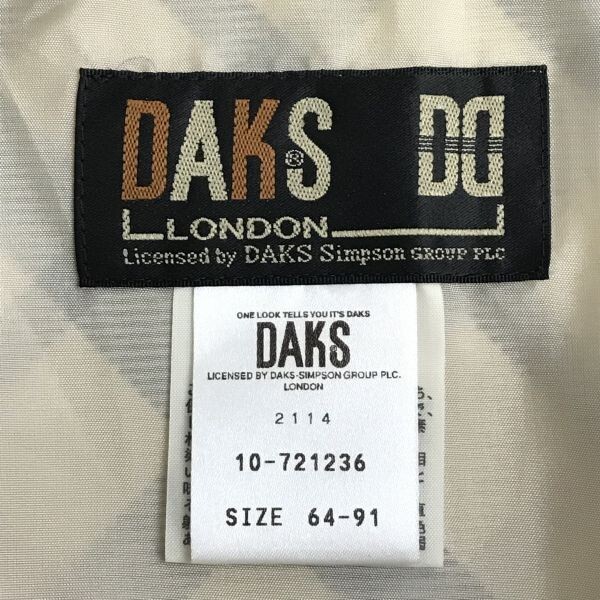 DAKS® DD
LONDON
Licensed by DAKS Simpson GROUP PLC
ONE LOOK TELLS YOU IT'S DAKS
DAKS
LICENSED BY DAKS-SIMPSON GROUP PLC.
LONDON
2114
10-721236
SIZE 64-91